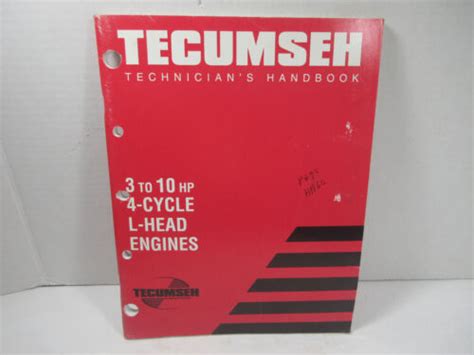 TECUMSEH
TECHNICIAN'S HANDBOOK
3 TO 10 HP
4-CYCLE
L-HEAD
ENGINES
TECUMSEH